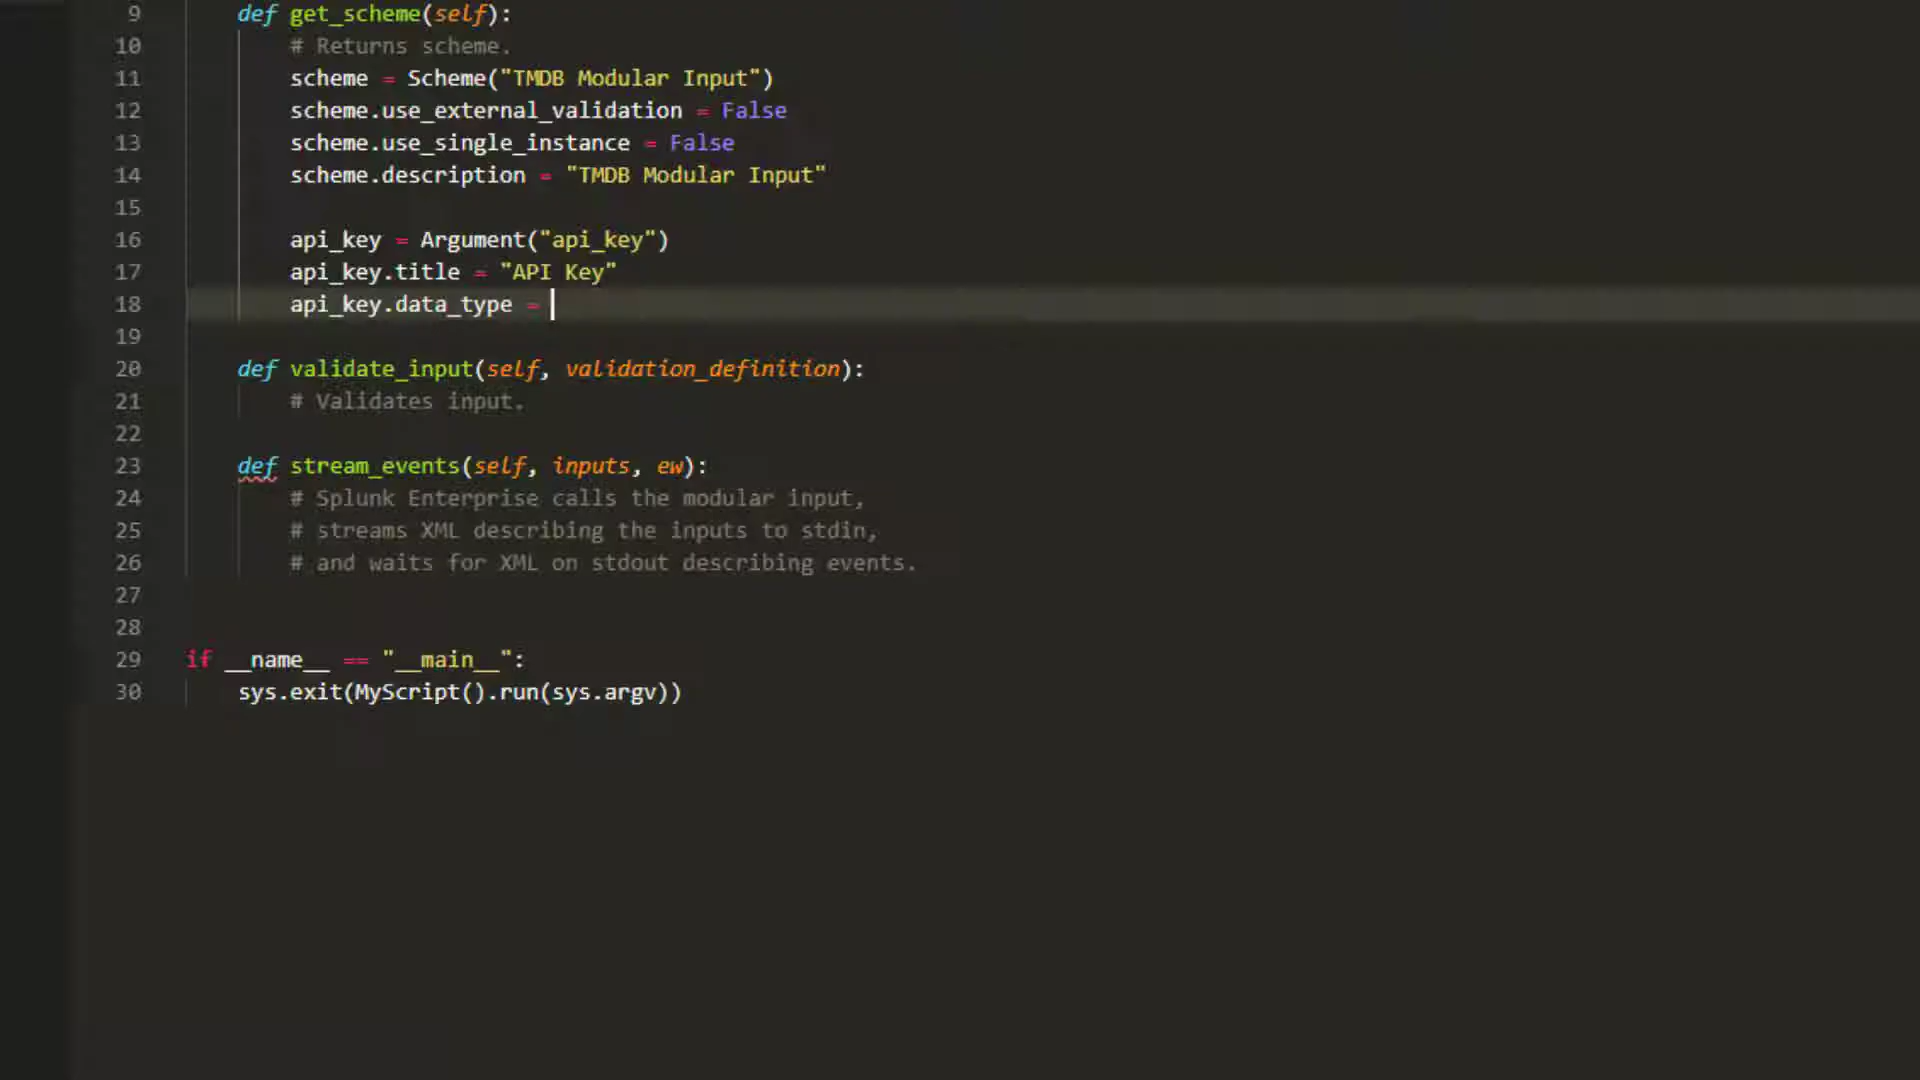 9 def get_scheme(self):
10 # Returns scheme.
11 scheme = Scheme("TMDB Modular Input")
12 scheme.use_external_validation = False
13 scheme.use_single_instance = False
14 scheme.description = "TMDB Modular Input"
15
16 api_key = Argument("api_key")
17 api_key.title = "API Key"
18 api_key.data_type =
19
20 def validate_input(self, validation_definition):
21 # Validates input.
22
23 def stream_events(self, inputs, ew):
24 # Splunk Enterprise calls the modular input,
25 # streams XML describing the inputs to stdin,
26 # and waits for XML on stdout describing events.
27
28
29 if __name__ == "__main__":
30 sys.exit(MyScript().run(sys.argv))